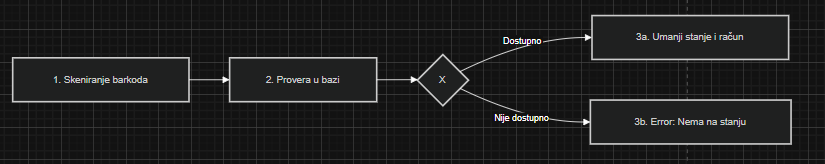 1. Skeniranje barkoda
2. Provera u bazi
X
Dostupno
3a. Umanji stanje i račun
Nije dostupno
3b. Error: Nema na stanju